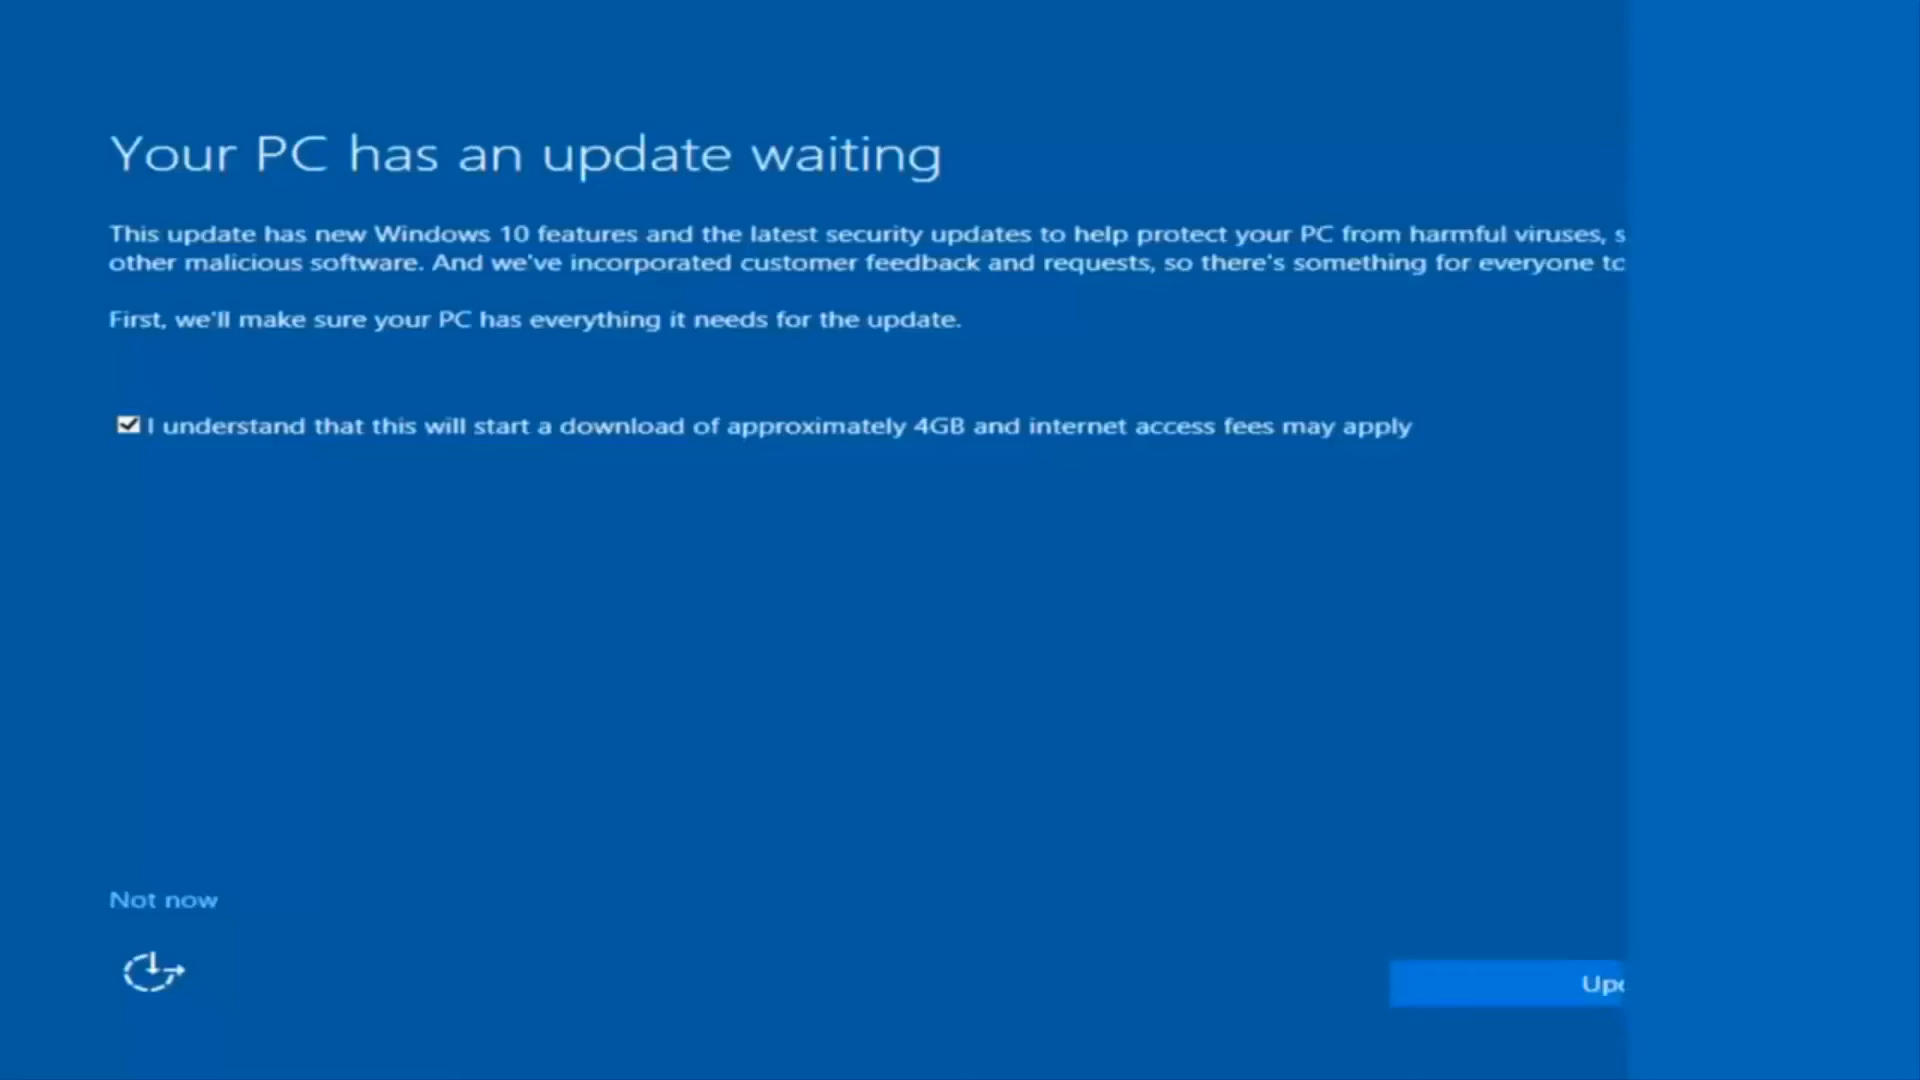 Your PC has an update waiting
This update has new Windows 10 features and the latest security updates to help protect your PC from harmful viruses, s
other malicious software. And we've incorporated customer feedback and requests, so there's something for everyone to
First, we'll make sure your PC has everything it needs for the update.
I understand that this will start a download of approximately 4GB and internet access fees may apply
Not now
Upd